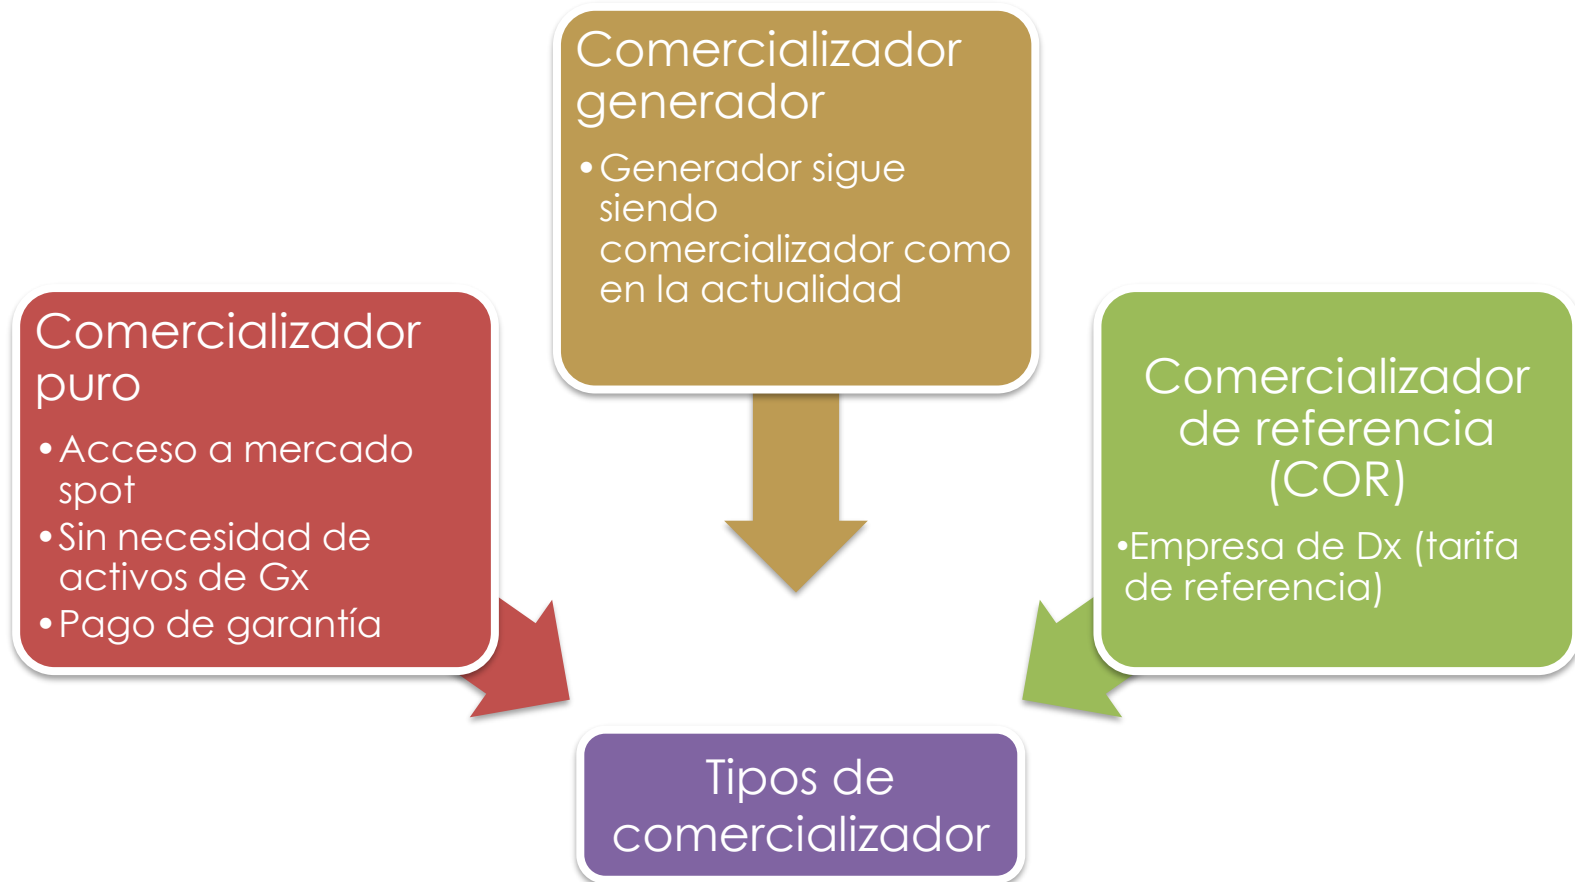 Comercializador
puro
•Acceso a mercado
spot
•Sin necesidad de
activos de Gx
•Pago de garantía
Comercializador
generador
•Generador sigue
siendo
comercializador como
en la actualidad
Comercializador
de referencia
(COR)
•Empresa de Dx (tarifa
de referencia)
Tipos de
comercializador